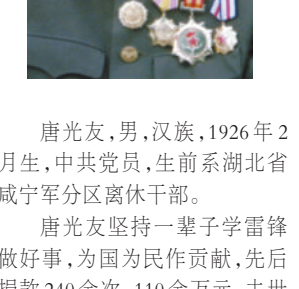 唐光友,男,汉族,1926年2
月生,中共党员,生前系湖北省
咸宁军分区离休干部。
唐光友坚持一辈子学雷锋
做好事,为国为民作贡献,先后
捐款240余次、110余万元,去世